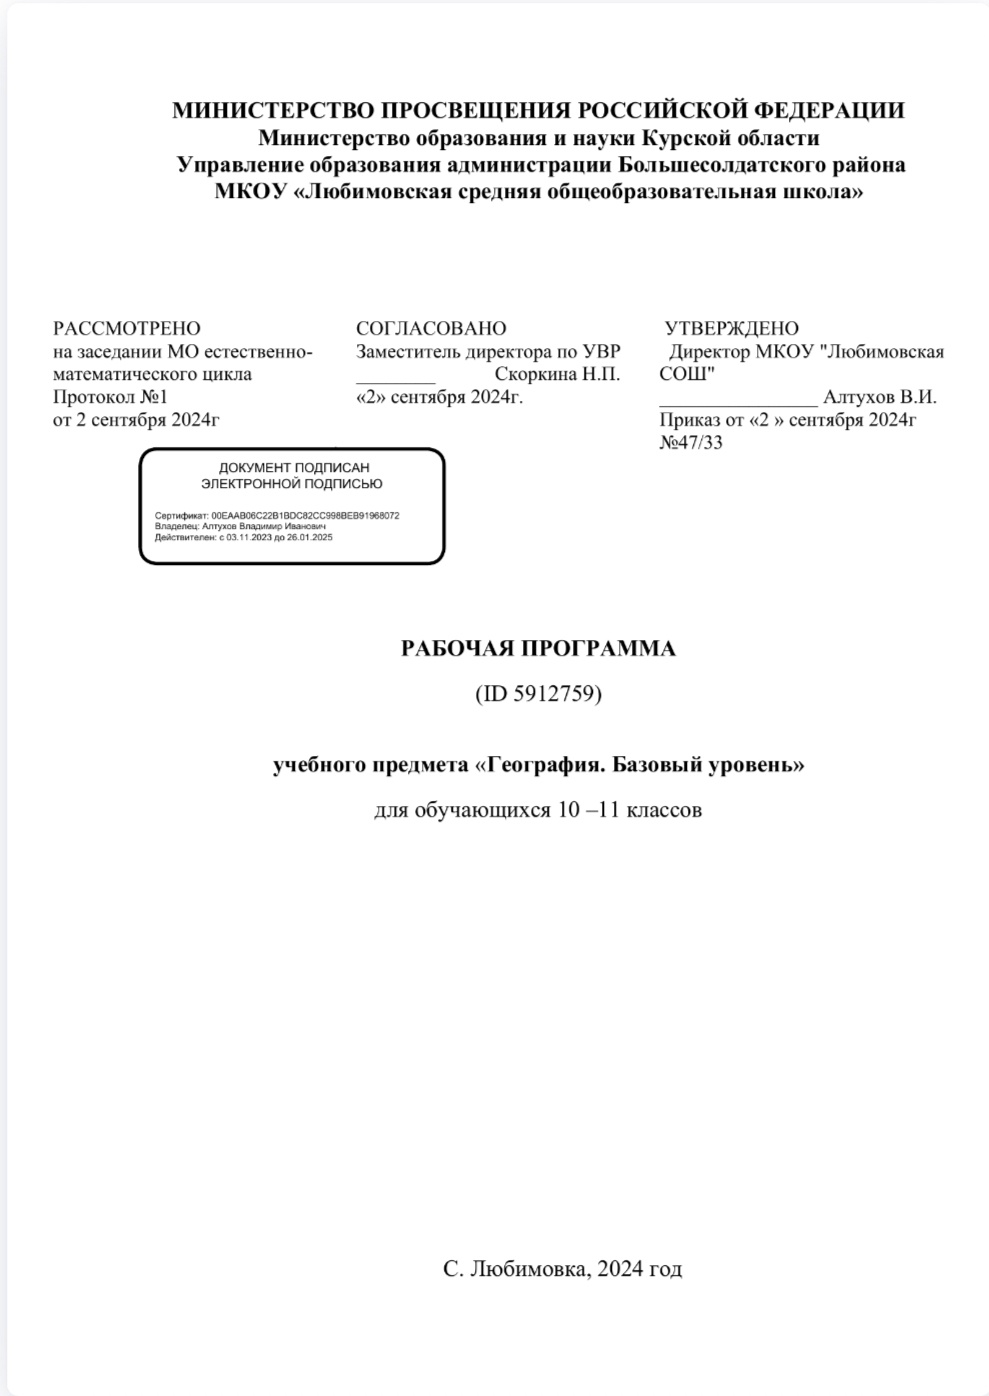 МИНИСТЕРСТВО ПРОСВЕЩЕНИЯ РОССИЙСКОЙ ФЕДЕРАЦИИ
Министерство образования и науки Курской области
Управление образования администрации Большесолдатского района
МКОУ «Любимовская средняя общеобразовательная школа»
РАССМОТРЕНО
на заседании МО естественно-
математического цикла
Протокол №1
от 2 сентября 2024г
СОГЛАСОВАНО
Заместитель директора по УВР
________ Скоркина Н.П.
«2» сентября 2024г.
УТВЕРЖДЕНО
Директор МКОУ "Любимовская
СОШ"
________________ Алтухов В.И.
Приказ от «2 » сентября 2024г
№47/33
ДОКУМЕНТ ПОДПИСАН
ЭЛЕКТРОННОЙ ПОДПИСЬЮ
Сертификат: 00EAAB06C22B1BDC82CC998BEB91968072
Владелец: Алтухов Владимир Иванович
Действителен: с 03.11.2023 до 26.01.2025
РАБОЧАЯ ПРОГРАММА
(ID 5912759)
учебного предмета «География. Базовый уровень»
для обучающихся 10 –11 классов
С. Любимовка, 2024 год